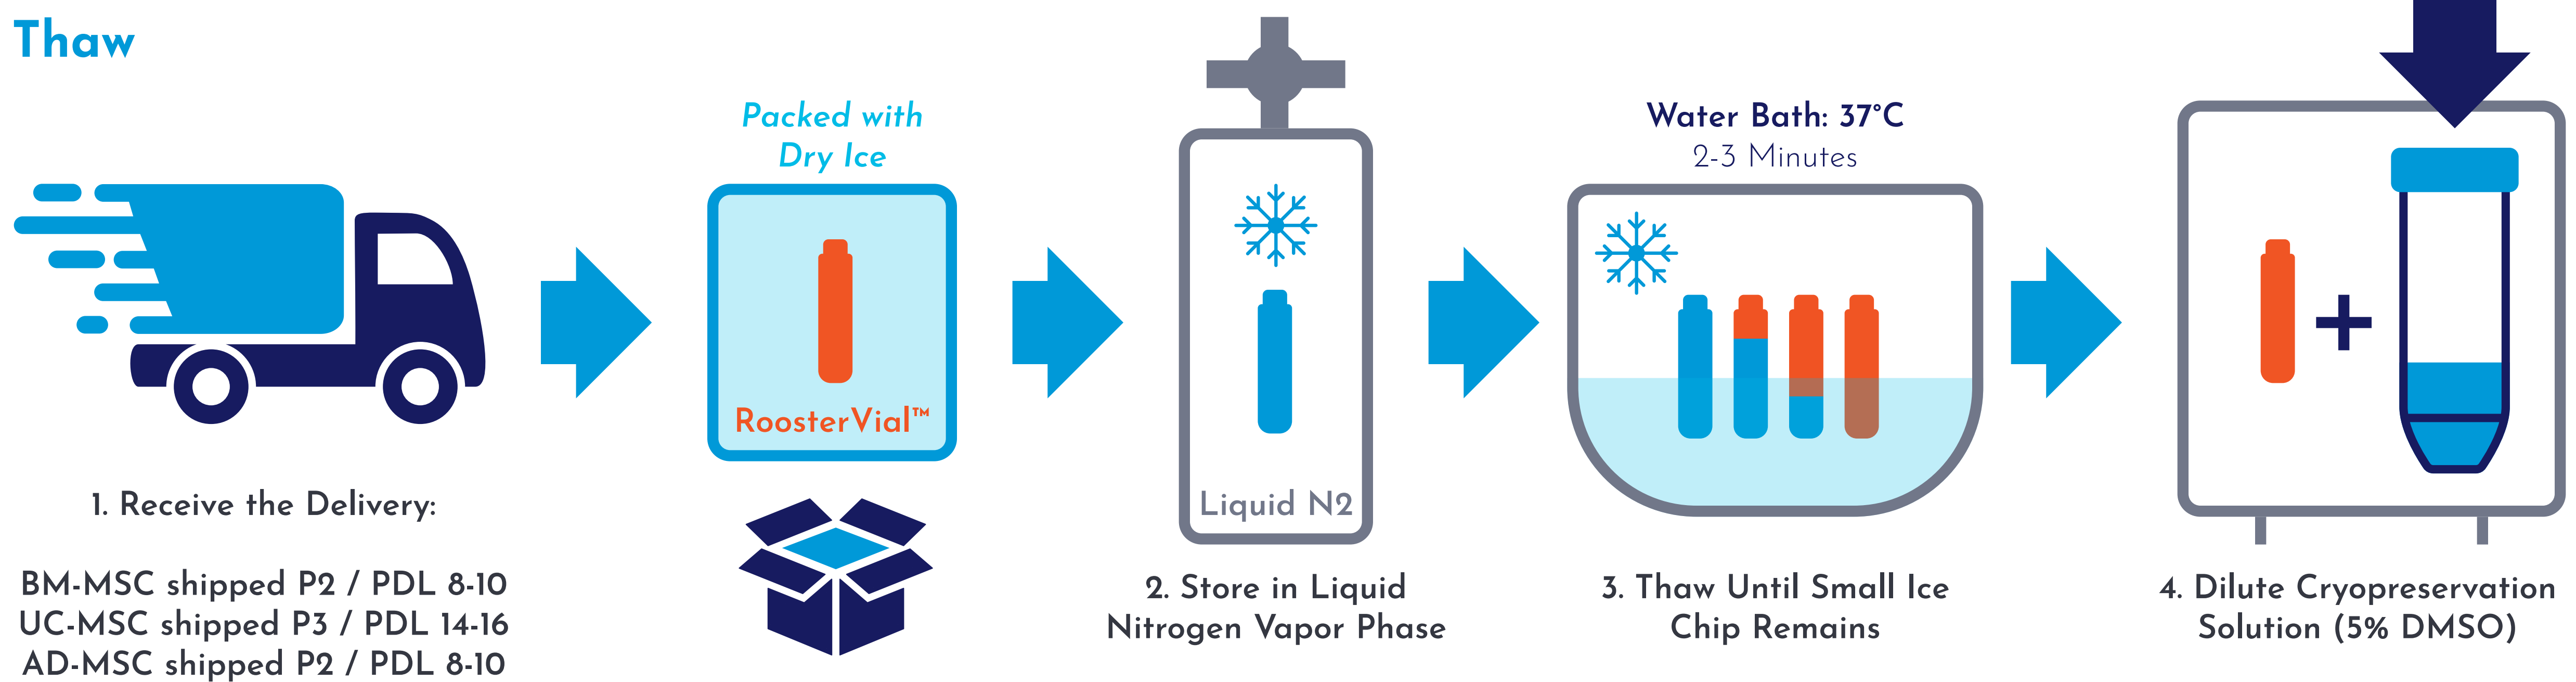 Thaw
1. Receive the Delivery:
BM-MSC shipped P2 / PDL 8-10
UC-MSC shipped P3 / PDL 14-16
AD-MSC shipped P2 / PDL 8-10
Packed with
Dry Ice
RoosterVial™
Liquid N2
2. Store in Liquid
Nitrogen Vapor Phase
Water Bath: 37°C
2-3 Minutes
3. Thaw Until Small Ice
Chip Remains
4. Dilute Cryopreservation
Solution (5% DMSO)